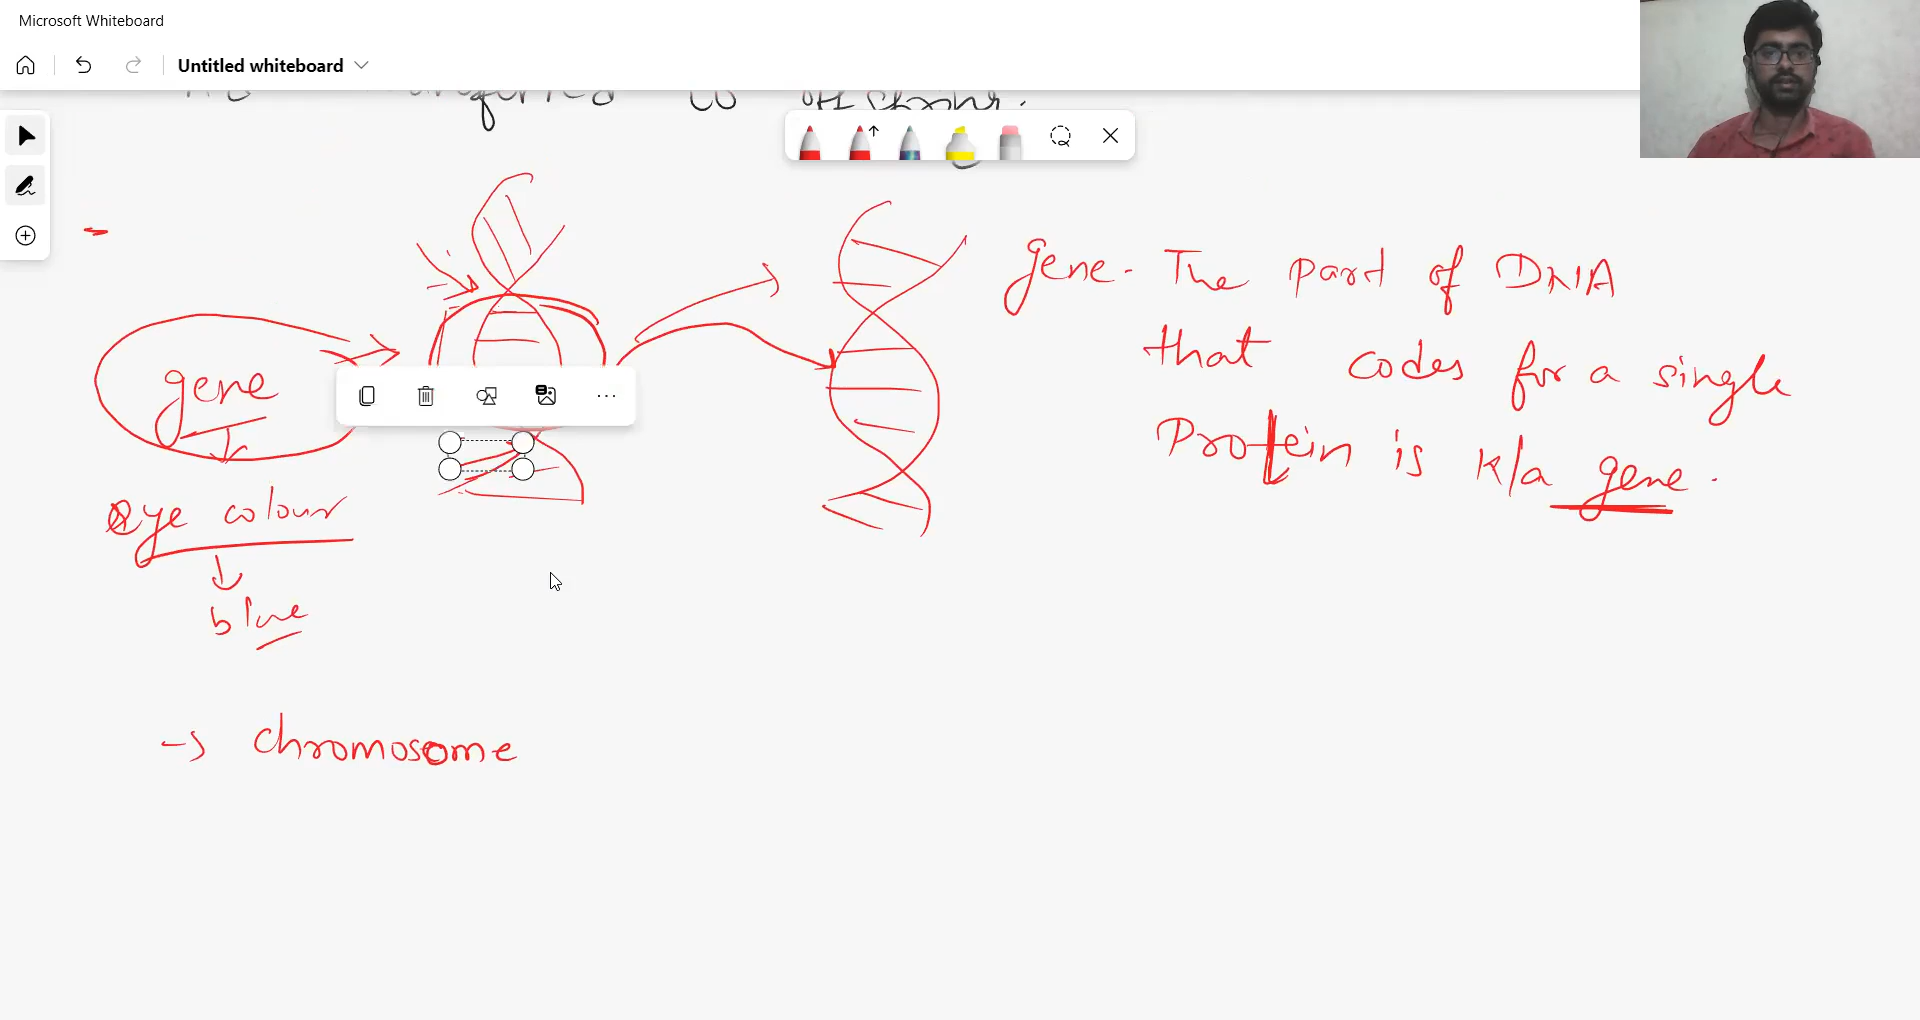 Microsoft Whiteboard
Untitled whiteboard
to
gene
eye colour
blue
gene - The part of DNA
that codes for a single
Protein is k/a gene.
-> chromosome